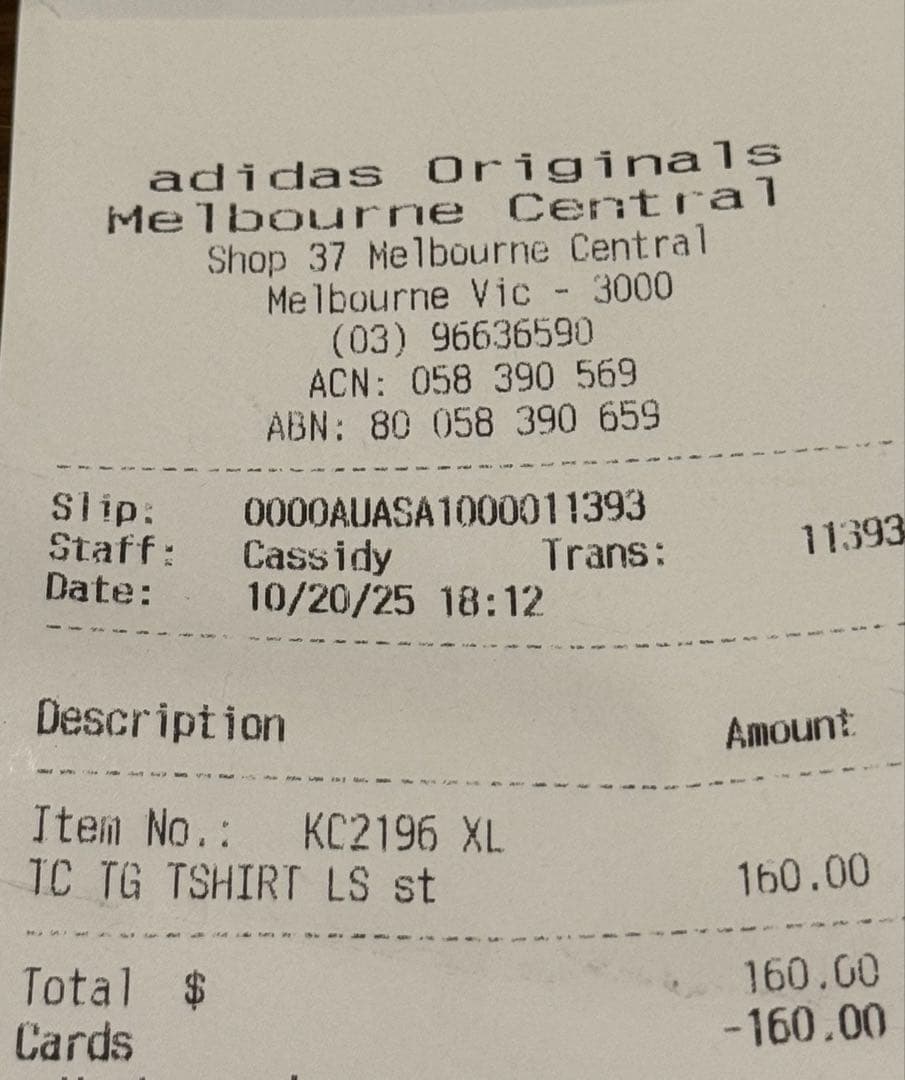 adidas Originals
Melbourne Central
Shop 37 Melbourne Central
Melbourne Vic - 3000
(03) 96636590
ACN: 058 390 569
ABN: 80 058 390 659
Slip: 0000AUASA1000011393
Staff: Cassidy Trans: 11393
Date: 10/20/25 18:12
Description Amount
Item No.: KC2196 XL
TC TG TSHIRT LS st 160.00
Total $ 160.00
Cards -160.00